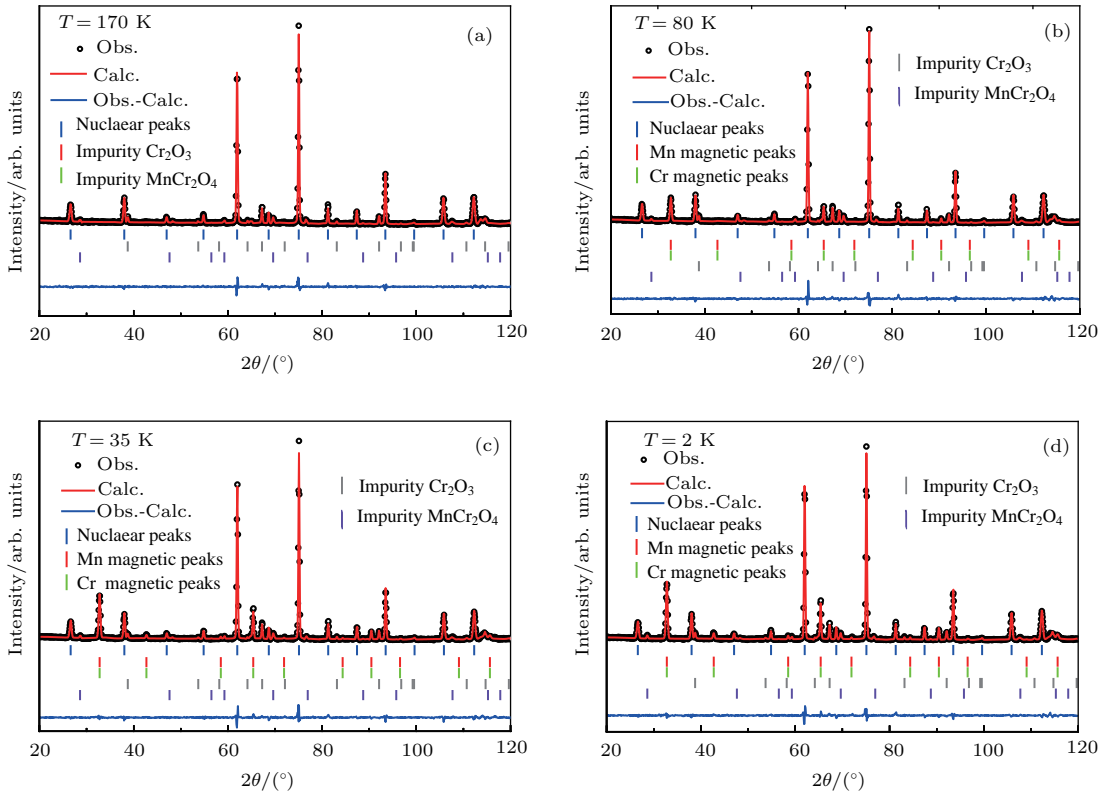 T = 170 K
(a)
Obs.
Calc.
Obs.-Calc.
Nuclaear peaks
Impurity Cr₂O₃
Impurity MnCr₂O₄
Intensity/arb. units
20 40 60 80 100 120
2θ/(°)
T = 80 K
(b)
Obs.
Calc.
Obs.-Calc.
Nuclaear peaks
Mn magnetic peaks
Cr magnetic peaks
Impurity Cr₂O₃
Impurity MnCr₂O₄
Intensity/arb. units
20 40 60 80 100 120
2θ/(°)
T = 35 K
(c)
Obs.
Calc.
Obs.-Calc.
Nuclaear peaks
Mn magnetic peaks
Cr magnetic peaks
Impurity Cr₂O₃
Impurity MnCr₂O₄
Intensity/arb. units
20 40 60 80 100 120
2θ/(°)
T = 2 K
(d)
Obs.
Calc.
Obs.-Calc.
Nuclaear peaks
Mn magnetic peaks
Cr magnetic peaks
Impurity Cr₂O₃
Impurity MnCr₂O₄
Intensity/arb. units
20 40 60 80 100 120
2θ/(°)